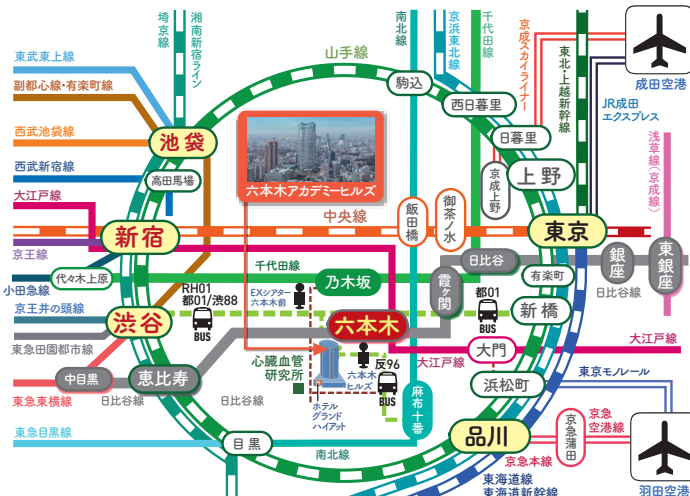 埼京線
湘南新宿ライン
山手線
南北線
京浜東北線
千代田線
京成スカイライナー
東北・上越新幹線
成田空港
JR成田
エクスプレス
東武東上線
副都心線・有楽町線
西武池袋線
西武新宿線
大江戸線
京王線
小田急線
京王井の頭線
東急田園都市線
東急東横線
東急目黒線
池袋
高田馬場
新宿
代々木上原
渋谷
中目黒
恵比寿
目黒
駒込
西日暮里
日暮里
京成上野
上野
浅草線(京成線)
六本木アカデミーヒルズ
中央線
飯田橋
御茶ノ水
東京
千代田線
乃木坂
霞ヶ関
日比谷
有楽町
銀座
東銀座
日比谷線
RH01
都01/渋88
BUS
EXシアター
六本木前
六本木
都01
BUS
新橋
大江戸線
大門
大江戸線
浜松町
東京モノレール
心臓血管
研究所
六本木
ヒルズ
反96
BUS
ホテル
グランド
ハイアット
麻布十番
日比谷線
日比谷線
南北線
品川
京急蒲田
京急
空港線
京急本線
東海道線
東海道新幹線
羽田空港